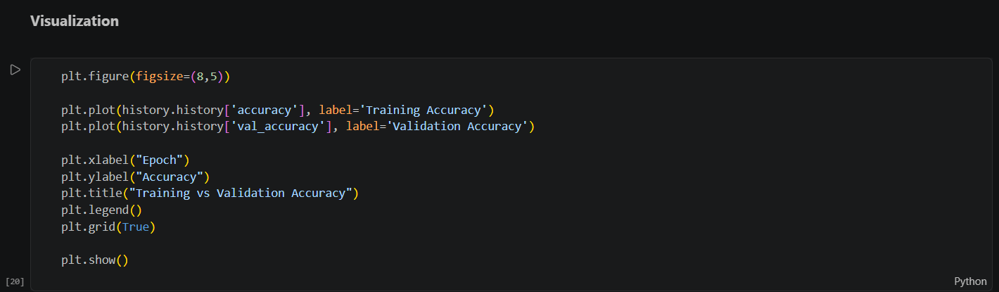 Visualization
plt.figure(figsize=(8,5))
plt.plot(history.history['accuracy'], label='Training Accuracy')
plt.plot(history.history['val_accuracy'], label='Validation Accuracy')
plt.xlabel("Epoch")
plt.ylabel("Accuracy")
plt.title("Training vs Validation Accuracy")
plt.legend()
plt.grid(True)
plt.show()
[20]
Python